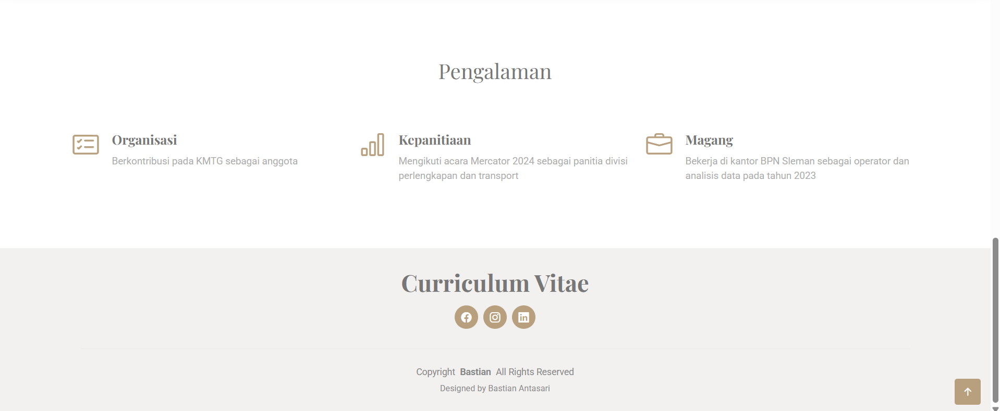 Pengalaman
Organisasi
Berkontribusi pada KMTG sebagai anggota
Kepanitiaan
Mengikuti acara Mercator 2024 sebagai panitia divisi
perlengkapan dan transport
Magang
Bekerja di kantor BPN Sleman sebagai operator dan
analisis data pada tahun 2023
Curriculum Vitae
Copyright Bastian All Rights Reserved
Designed by Bastian Antasari